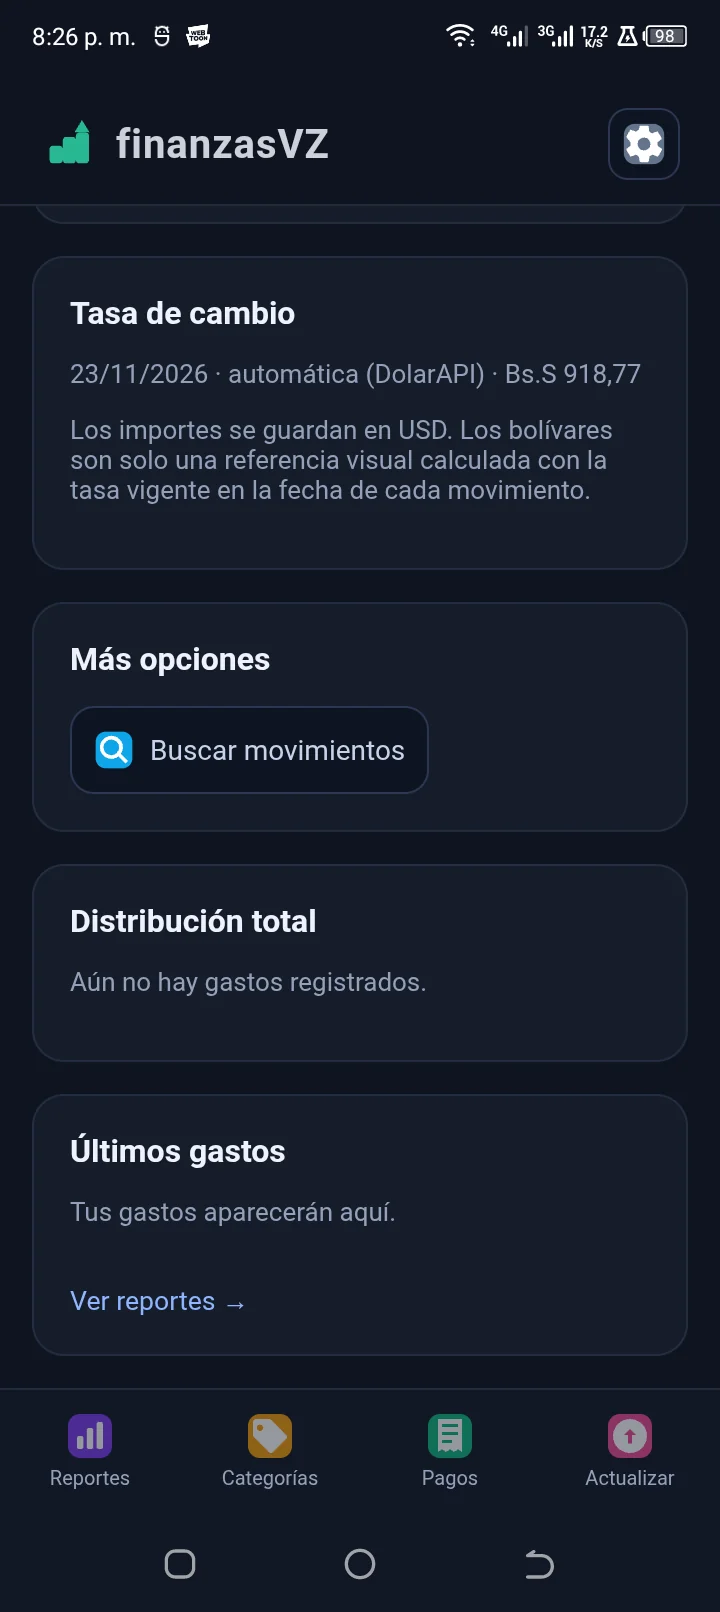 8:26 p. m.
WEB
TOON
4G
3G
17.2
K/S
98
finanzasVZ
Tasa de cambio
23/11/2026 · automática (DolarAPI) · Bs.S 918,77
Los importes se guardan en USD. Los bolívares
son solo una referencia visual calculada con la
tasa vigente en la fecha de cada movimiento.
Más opciones
Buscar movimientos
Distribución total
Aún no hay gastos registrados.
Últimos gastos
Tus gastos aparecerán aquí.
Ver reportes →
Reportes
Categorías
Pagos
Actualizar